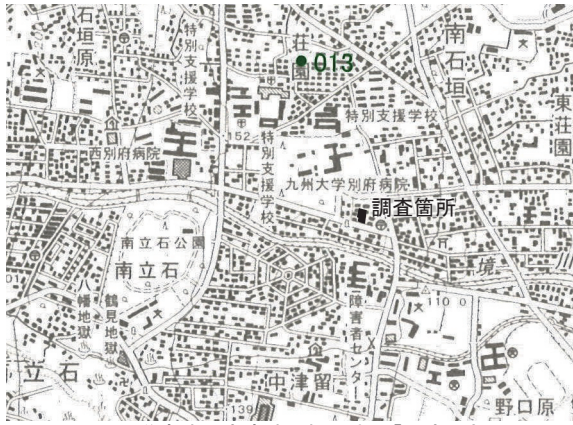 石垣原
特別支援学校
荘園
013
南石垣
東荘園
152
特別支援学校
特別支援学校
西別府病院
九州大学別府病院
調査箇所
南立石公園
南立石
境
八幡地獄
鶴見地獄
110
障害者センター
立石
中津留
139
野口原